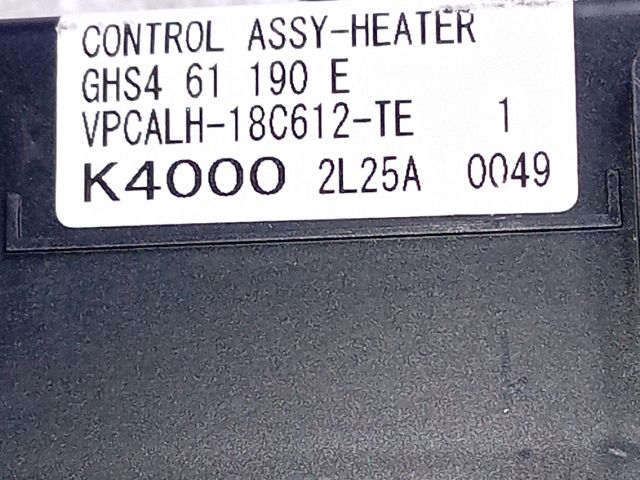 CONTROL ASSY-HEATER
GHS4 61 190 E
VPCALH-18C612-TE 1
K4000 2L25A 0049